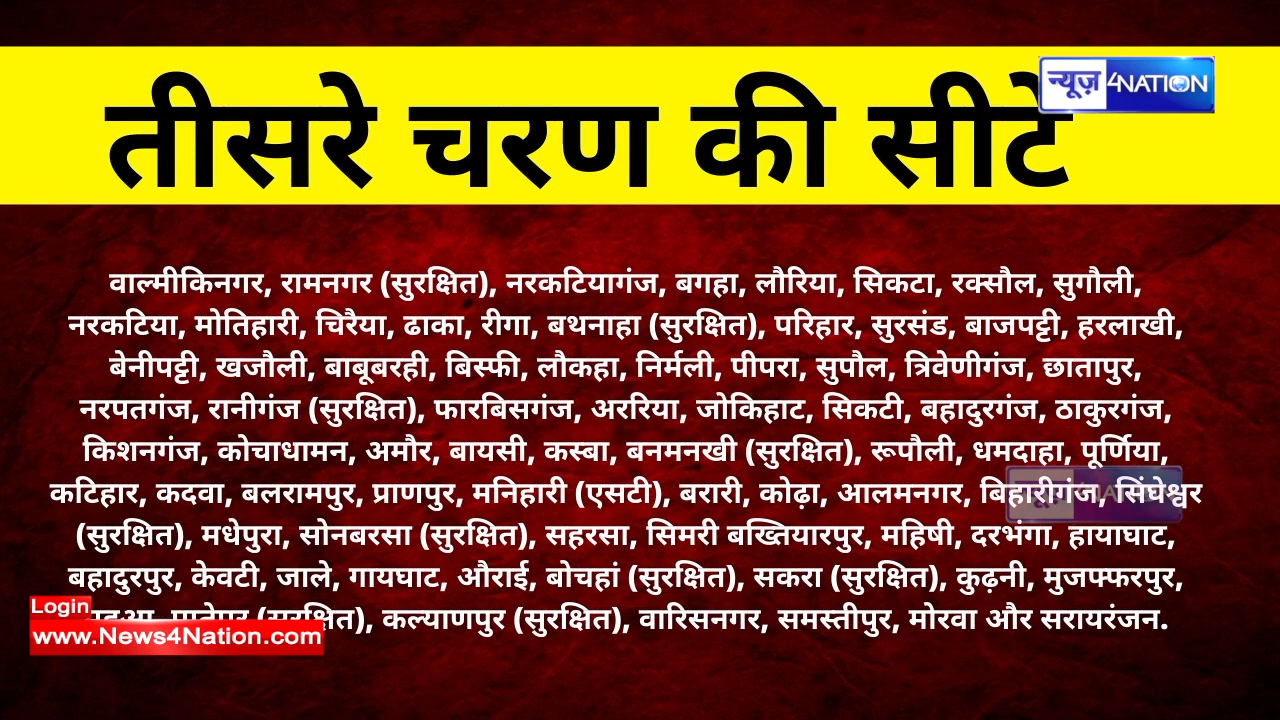 न्यूज़ 4NATION
तीसरे चरण की सीटे
वाल्मीकिनगर, रामनगर (सुरक्षित), नरकटियागंज, बगहा, लौरिया, सिकटा, रक्सौल, सुगौली,
नरकटिया, मोतिहारी, चिरैया, ढाका, रीगा, बथनाहा (सुरक्षित), परिहार, सुरसंड, बाजपट्टी, हरलाखी,
बेनीपट्टी, खजौली, बाबूबरही, बिस्फी, लौकहा, निर्मली, पीपरा, सुपौल, त्रिवेणीगंज, छातापुर,
नरपतगंज, रानीगंज (सुरक्षित), फारबिसगंज, अररिया, जोकिहाट, सिकटी, बहादुरगंज, ठाकुरगंज,
किशनगंज, कोचाधामन, अमौर, बायसी, कस्बा, बनमनखी (सुरक्षित), रूपौली, धमदाहा, पूर्णिया,
कटिहार, कदवा, बलरामपुर, प्राणपुर, मनिहारी (एसटी), बरारी, कोढ़ा, आलमनगर, बिहारीगंज, सिंघेश्वर
(सुरक्षित), मधेपुरा, सोनबरसा (सुरक्षित), सहरसा, सिमरी बख्तियारपुर, महिषी, दरभंगा, हायाघाट,
बहादुरपुर, केवटी, जाले, गायघाट, औराई, बोचहां (सुरक्षित), सकरा (सुरक्षित), कुढ़नी, मुजफ्फरपुर,
कल्याणपुर (सुरक्षित), वारिसनगर, समस्तीपुर, मोरवा और सरायरंजन.
Login
www.News4Nation.com